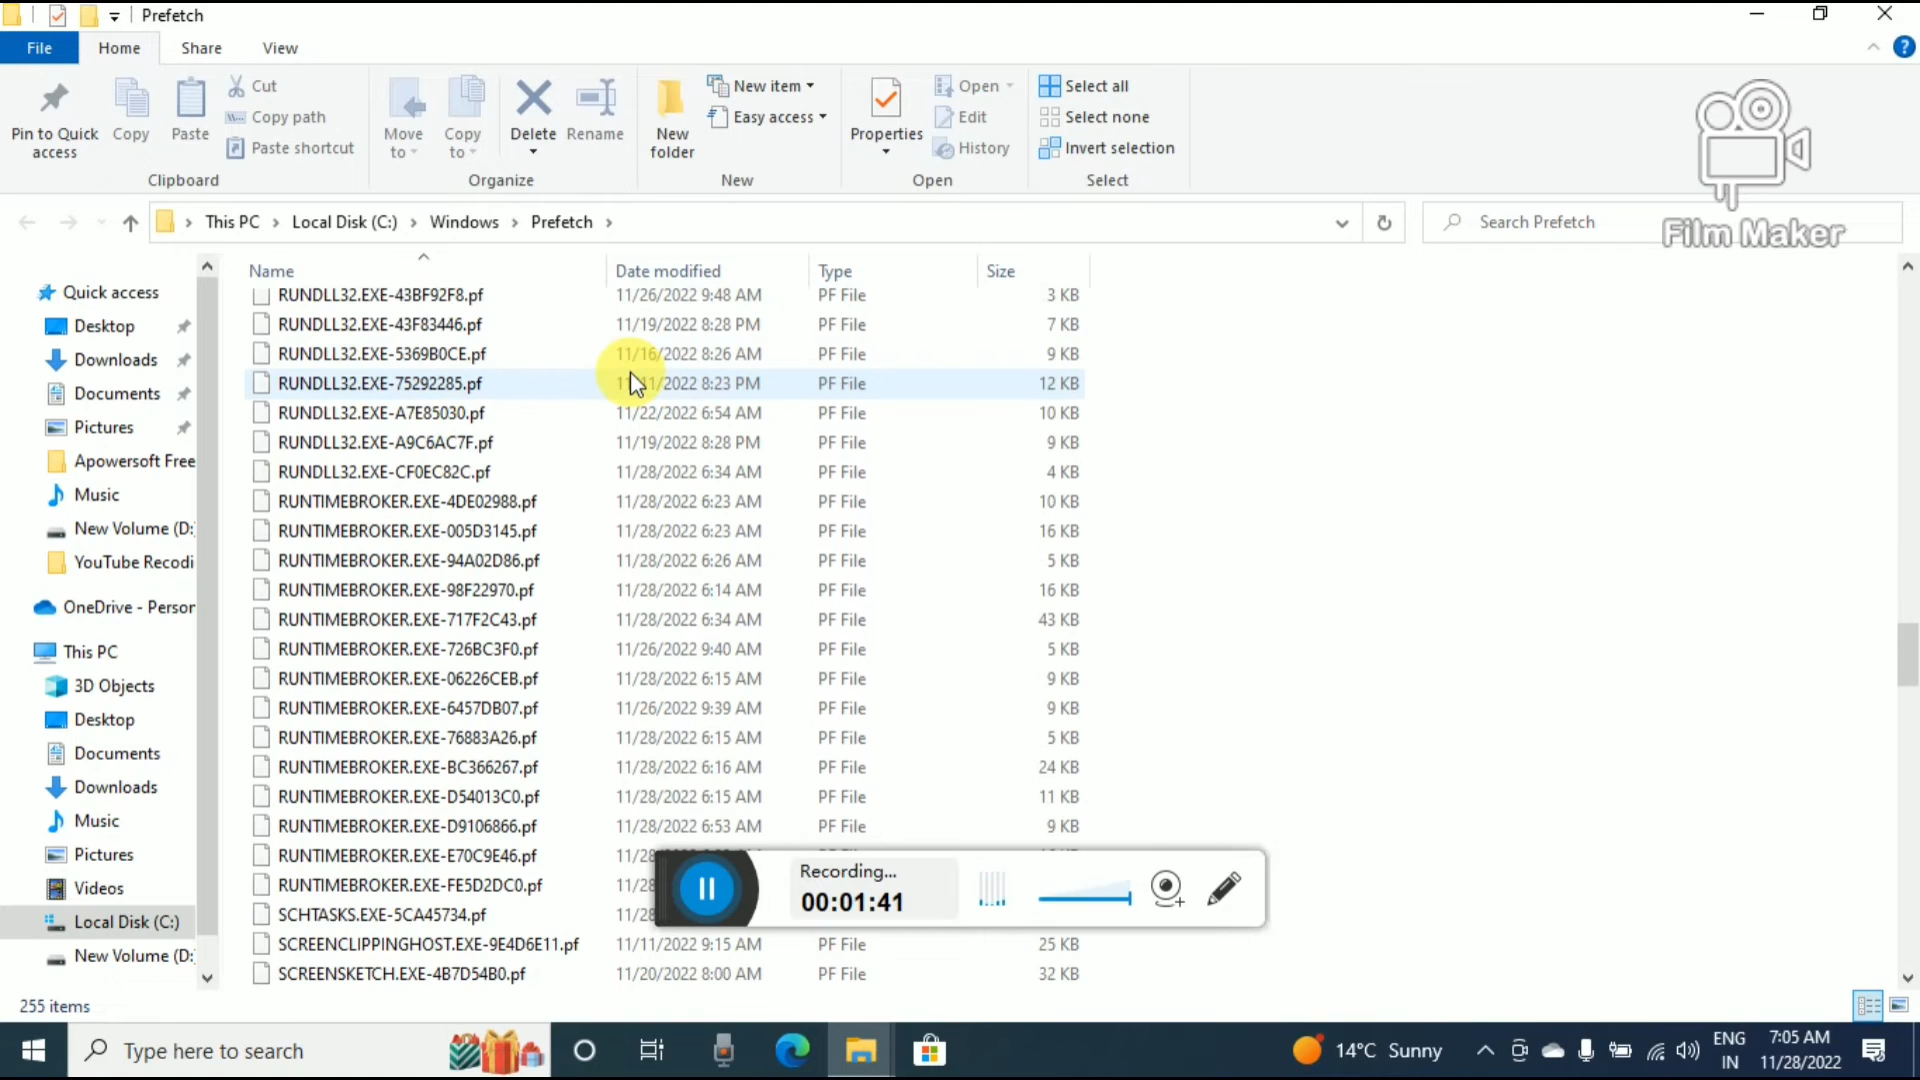 Prefetch
File Home Share View
Pin to Quick access
Copy
Paste
Cut
Copy path
Paste shortcut
Clipboard
Move to
Copy to
Delete
Rename
Organize
New folder
New item
Easy access
New
Properties
Open
Edit
History
Open
Select all
Select none
Invert selection
Select
Film Maker
This PC > Local Disk (C:) > Windows > Prefetch >
Search Prefetch
Quick access
Desktop
Downloads
Documents
Pictures
Apowersoft Free
Music
New Volume (D:
YouTube Recodi
OneDrive - Person
This PC
3D Objects
Desktop
Documents
Downloads
Music
Pictures
Videos
Local Disk (C:)
New Volume (D:
Name Date modified Type Size
RUNDLL32.EXE-43BF92F8.pf 11/26/2022 9:48 AM PF File 3 KB
RUNDLL32.EXE-43F83446.pf 11/19/2022 8:28 PM PF File 7 KB
RUNDLL32.EXE-5369B0CE.pf 11/16/2022 8:26 AM PF File 9 KB
RUNDLL32.EXE-75292285.pf 11/11/2022 8:23 PM PF File 12 KB
RUNDLL32.EXE-A7E85030.pf 11/22/2022 6:54 AM PF File 10 KB
RUNDLL32.EXE-A9C6AC7F.pf 11/19/2022 8:28 PM PF File 9 KB
RUNDLL32.EXE-CF0EC82C.pf 11/28/2022 6:34 AM PF File 4 KB
RUNTIMEBROKER.EXE-4DE02988.pf 11/28/2022 6:23 AM PF File 10 KB
RUNTIMEBROKER.EXE-005D3145.pf 11/28/2022 6:23 AM PF File 16 KB
RUNTIMEBROKER.EXE-94A02D86.pf 11/28/2022 6:26 AM PF File 5 KB
RUNTIMEBROKER.EXE-98F22970.pf 11/28/2022 6:14 AM PF File 16 KB
RUNTIMEBROKER.EXE-717F2C43.pf 11/28/2022 6:34 AM PF File 43 KB
RUNTIMEBROKER.EXE-726BC3F0.pf 11/26/2022 9:40 AM PF File 5 KB
RUNTIMEBROKER.EXE-06226CEB.pf 11/28/2022 6:15 AM PF File 9 KB
RUNTIMEBROKER.EXE-6457DB07.pf 11/26/2022 9:39 AM PF File 9 KB
RUNTIMEBROKER.EXE-76883A26.pf 11/28/2022 6:15 AM PF File 5 KB
RUNTIMEBROKER.EXE-BC366267.pf 11/28/2022 6:16 AM PF File 24 KB
RUNTIMEBROKER.EXE-D54013C0.pf 11/28/2022 6:15 AM PF File 11 KB
RUNTIMEBROKER.EXE-D9106866.pf 11/28/2022 6:53 AM PF File 9 KB
RUNTIMEBROKER.EXE-E70C9E46.pf 11/28
RUNTIMEBROKER.EXE-FE5D2DC0.pf 11/28
SCHTASKS.EXE-5CA45734.pf 11/28
SCREENCLIPPINGHOST.EXE-9E4D6E11.pf 11/11/2022 9:15 AM PF File 25 KB
SCREENSKETCH.EXE-4B7D54B0.pf 11/20/2022 8:00 AM PF File 32 KB
Recording...
00:01:41
255 items
Type here to search
14°C Sunny
ENG
IN
7:05 AM
11/28/2022